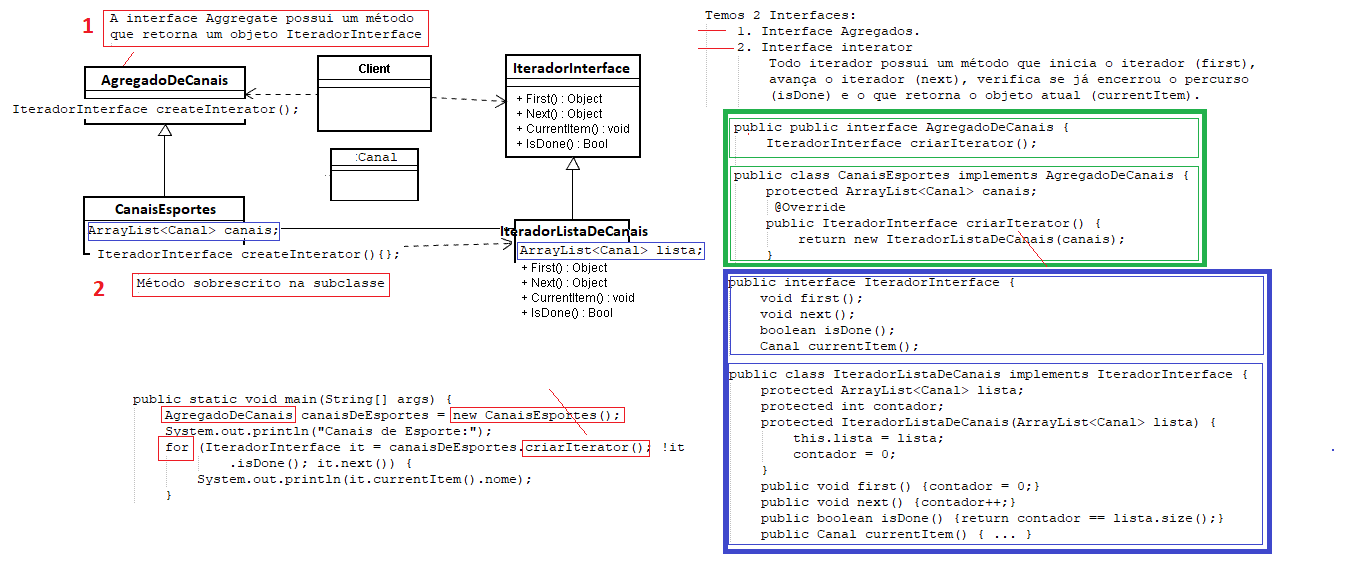 1
A interface Aggregate possui um método
que retorna um objeto IteradorInterface
AgregadoDeCanais
IteradorInterface createInterator();
Client
:Canal
IteradorInterface
+ First() : Object
+ Next() : Object
+ CurrentItem() : void
+ IsDone() : Bool
CanaisEsportes
ArrayList<Canal> canais;
IteradorInterface createInterator(){};
2
Método sobrescrito na subclasse
IteradorListaDeCanais
ArrayList<Canal> lista;
+ First() : Object
+ Next() : Object
+ CurrentItem() : void
+ IsDone() : Bool
public static void main(String[] args) {
AgregadoDeCanais canaisDeEsportes = new CanaisEsportes();
System.out.println("Canais de Esporte:");
for (IteradorInterface it = canaisDeEsportes.criarIterator(); !it
.isDone(); it.next()) {
System.out.println(it.currentItem().nome);
}
Temos 2 Interfaces:
1. Interface Agregados.
2. Interface interator
Todo iterador possui um método que inicia o iterador (first),
avança o iterador (next), verifica se já encerrou o percurso
(isDone) e o que retorna o objeto atual (currentItem).
public public interface AgregadoDeCanais {
IteradorInterface criarIterator();
public class CanaisEsportes implements AgregadoDeCanais {
protected ArrayList<Canal> canais;
@Override
public IteradorInterface criarIterator() {
return new IteradorListaDeCanais(canais);
}
public interface IteradorInterface {
void first();
void next();
boolean isDone();
Canal currentItem();
public class IteradorListaDeCanais implements IteradorInterface {
protected ArrayList<Canal> lista;
protected int contador;
protected IteradorListaDeCanais(ArrayList<Canal> lista) {
this.lista = lista;
contador = 0;
}
public void first() {contador = 0;}
public void next() {contador++;}
public boolean isDone() {return contador == lista.size();}
public Canal currentItem() { ... }